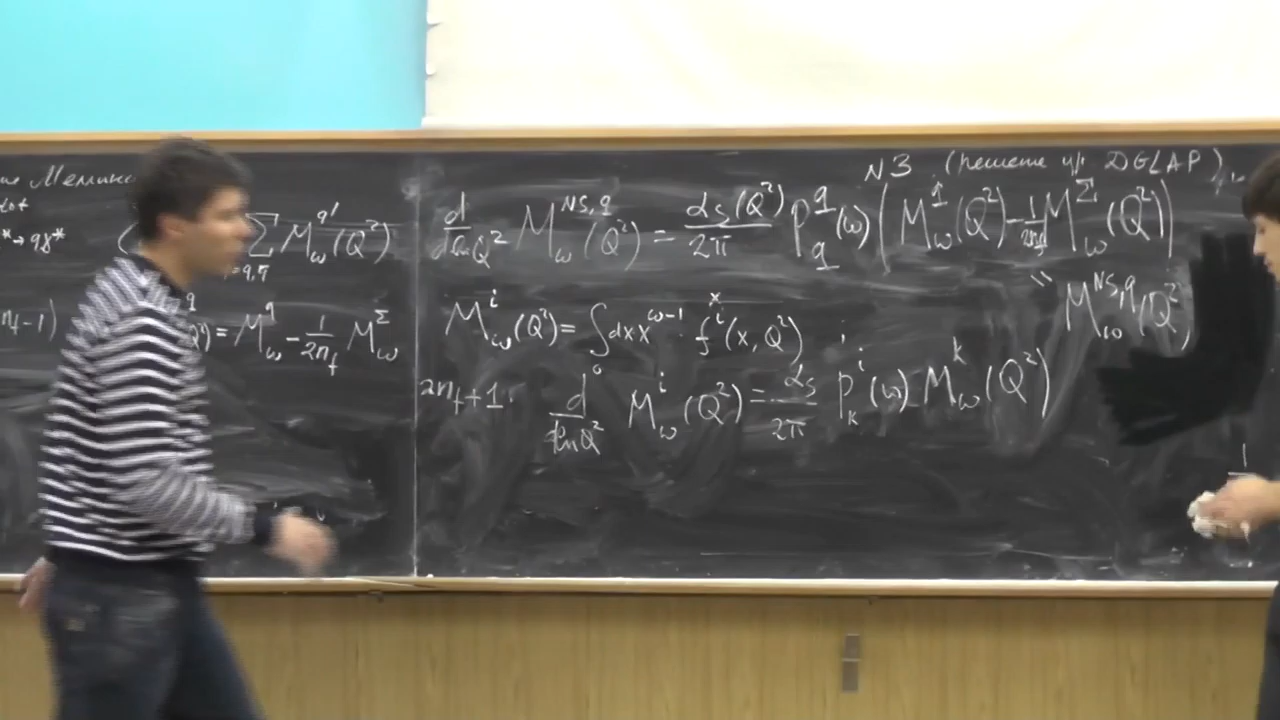 N3 (решение ур DGLAP)
d/dlnQ² M_ω^{NS,q}(Q²) = α_s(Q²)/2π P_q^q(ω) (M_ω^q(Q²) - 1/2n_f M_ω^Σ(Q²))
" M_ω^{NS,q}(Q²)
M_ω^i(Q²) = ∫_0^x dx x^{ω-1} f^i(x, Q²)
2n_f+1. d/dlnQ² M_ω^i(Q²) = α_s/2π P_k^i(ω) M_ω^k(Q²)
* → q8*
Σ M_ω^{q'}(Q²)
n_f-1) q Q²) = M_ω^q - 1/2n_f M_ω^Σ